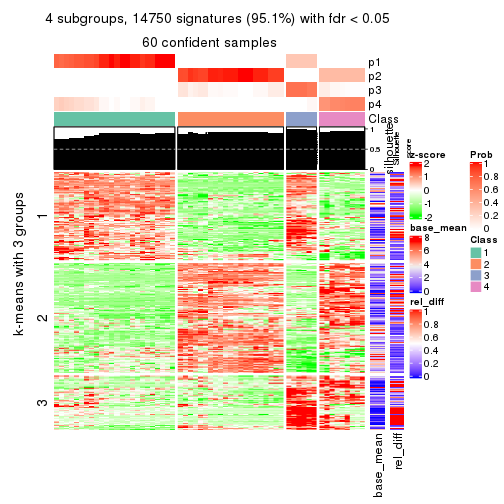 4 subgroups, 14750 signatures (95.1%) with fdr < 0.05
60 confident samples
p1
p2
p3
p4
Class
1
0.5
0
silhouette
Silhouette
score
k-means with 3 groups
1
2
3
base_mean
rel_diff
z-score
2
1
0
-1
-2
base_mean
8
6
4
2
0
rel_diff
1
0.8
0.6
0.4
0.2
0
Prob
1
0.8
0.6
0.4
0.2
0
Class
1
2
3
4